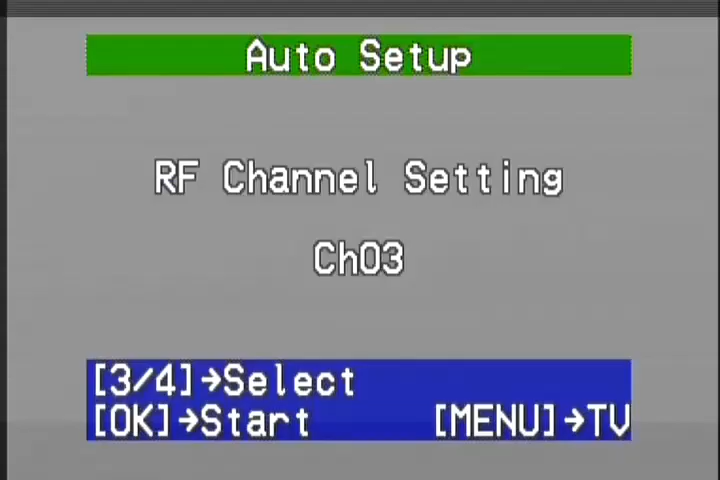 Auto Setup
RF Channel Setting
Ch03
[3/4]→Select
[OK]→Start [MENU]→TV